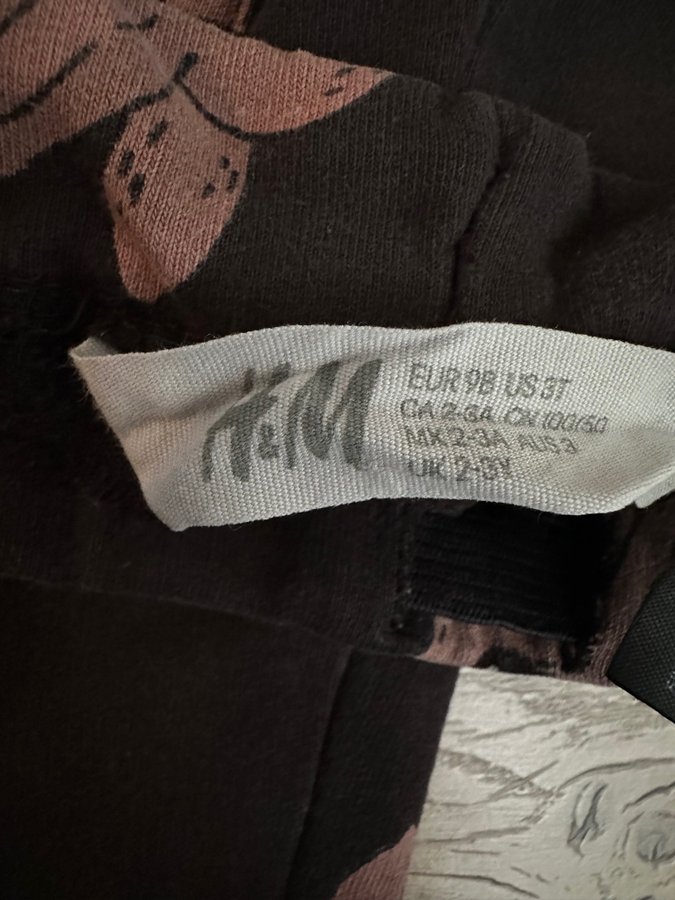 H&M
EUR 98 US 3T
CA 2-3A CN 100/50
MX 2-3A AUS 3
UK 2-3Y